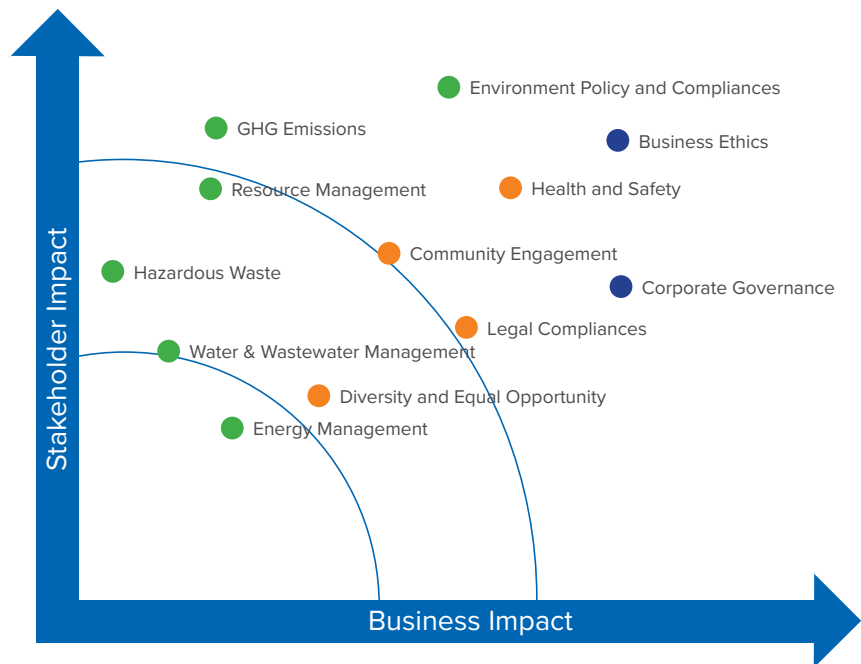 Environment Policy and Compliances
GHG Emissions
Business Ethics
Resource Management
Health and Safety
Community Engagement
Hazardous Waste
Corporate Governance
Legal Compliances
Water & Wastewater Management
Diversity and Equal Opportunity
Energy Management
Stakeholder Impact
Business Impact